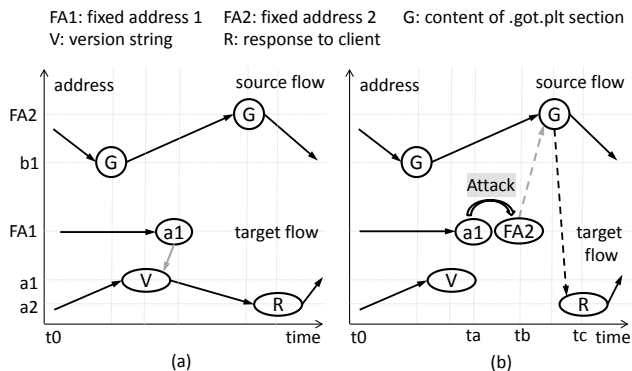 FA1: fixed address 1 FA2: fixed address 2 G: content of .got.plt section
V: version string R: response to client
address source flow
FA2 G
b1 G
FA1 a1 target flow
a1 V
a2 R
t0 time
(a)
address source flow
G
G
Attack
a1 FA2 target
flow
V
R
t0 ta tb tc time
(b)